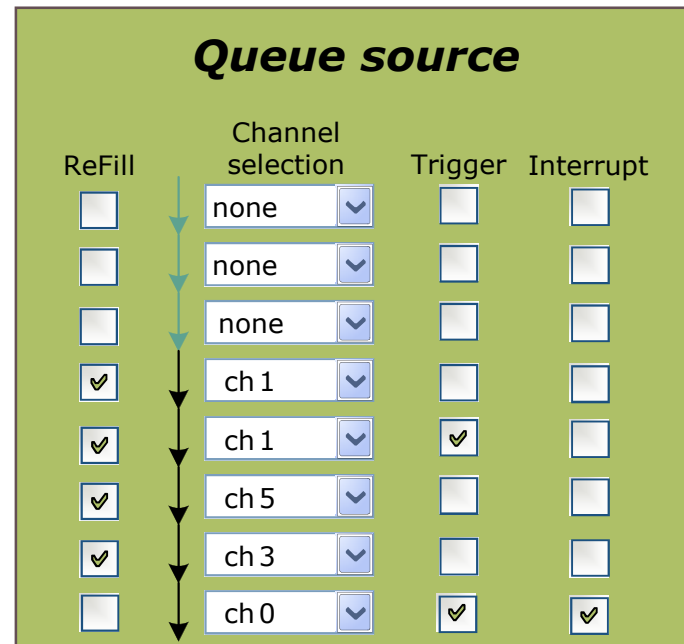 Queue source
Channel
ReFill selection Trigger Interrupt
none
none
none
ch 1
ch 1
ch 5
ch 3
ch 0